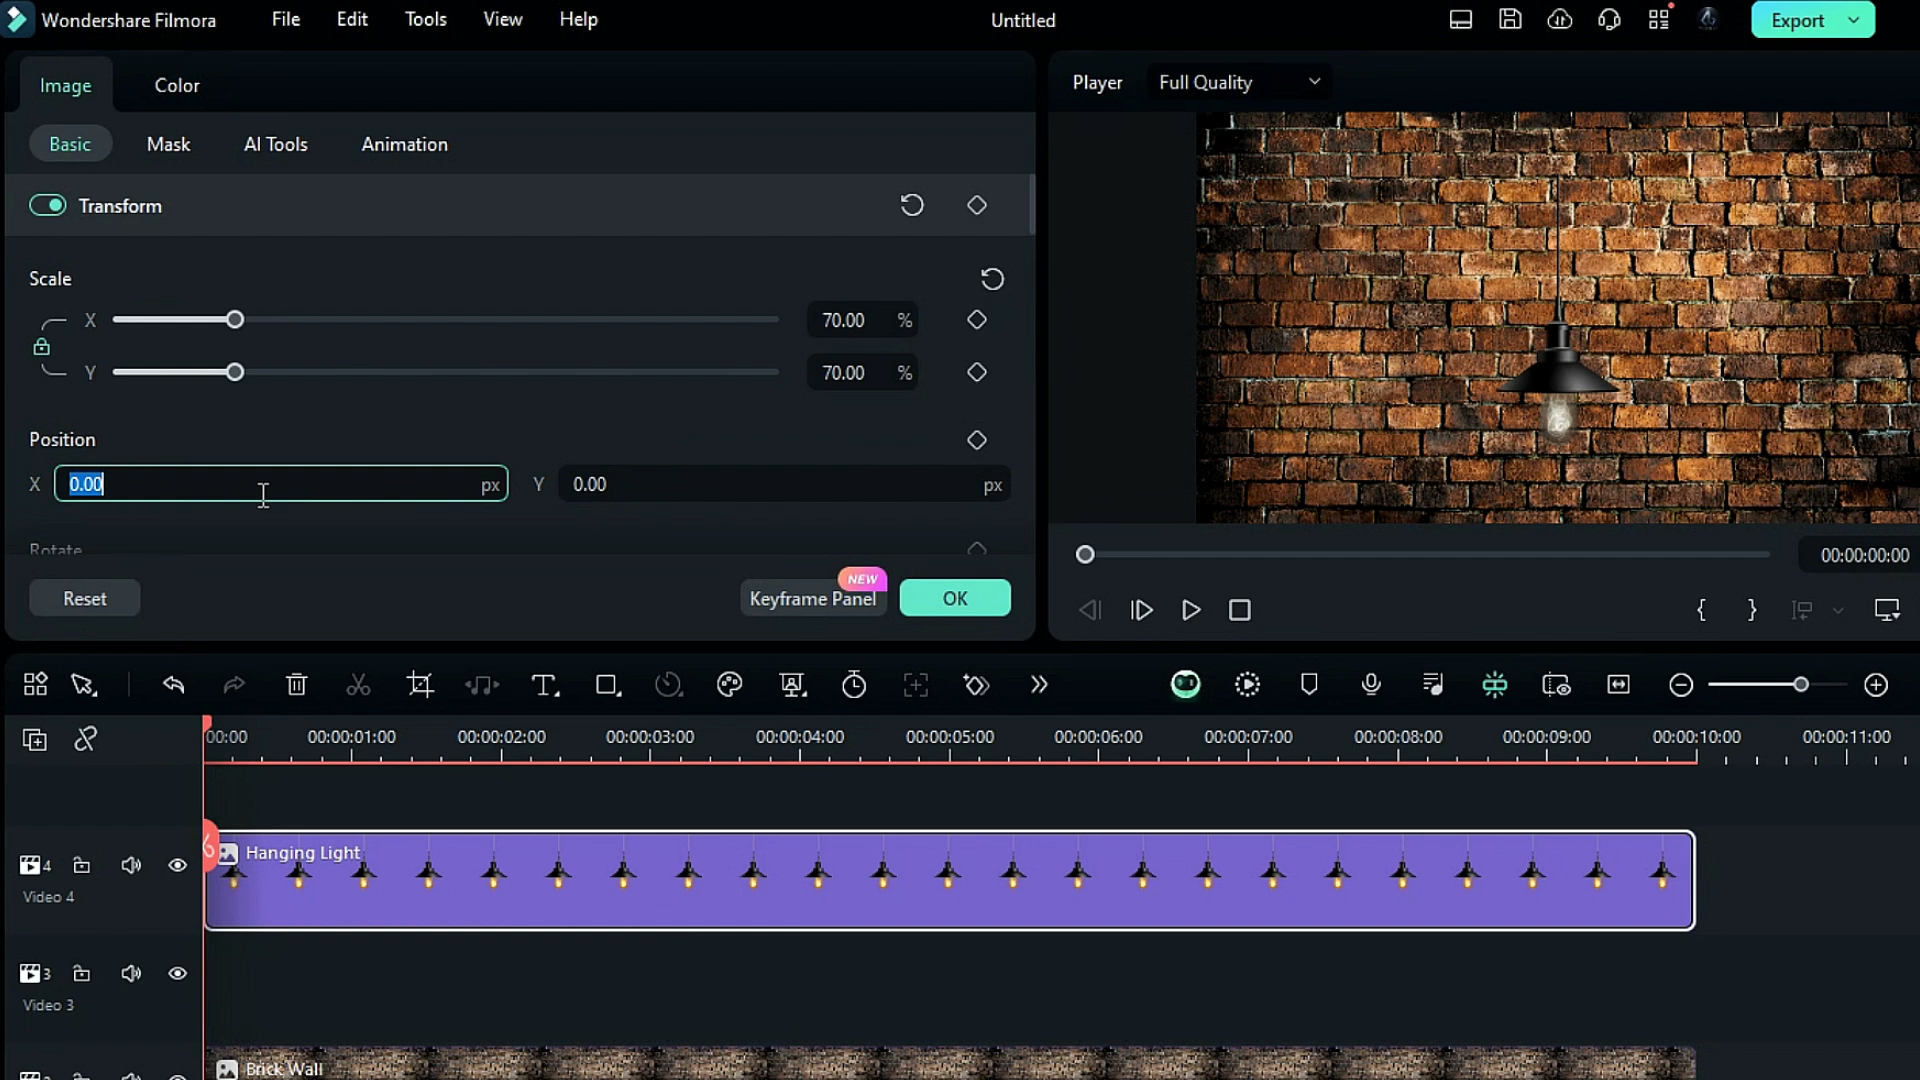 Wondershare Filmora File Edit Tools View Help Untitled Export
Image Color
Player Full Quality
Basic Mask AI Tools Animation
Transform
Scale
X 70.00 %
Y 70.00 %
Position
X 0.00 px Y 0.00 px
Rotate
00:00:00:00
NEW
Reset Keyframe Panel OK
00:00 00:00:01:00 00:00:02:00 00:00:03:00 00:00:04:00 00:00:05:00 00:00:06:00 00:00:07:00 00:00:08:00 00:00:09:00 00:00:10:00 00:00:11:00
Hanging Light
4
Video 4
3
Video 3
Brick Wall